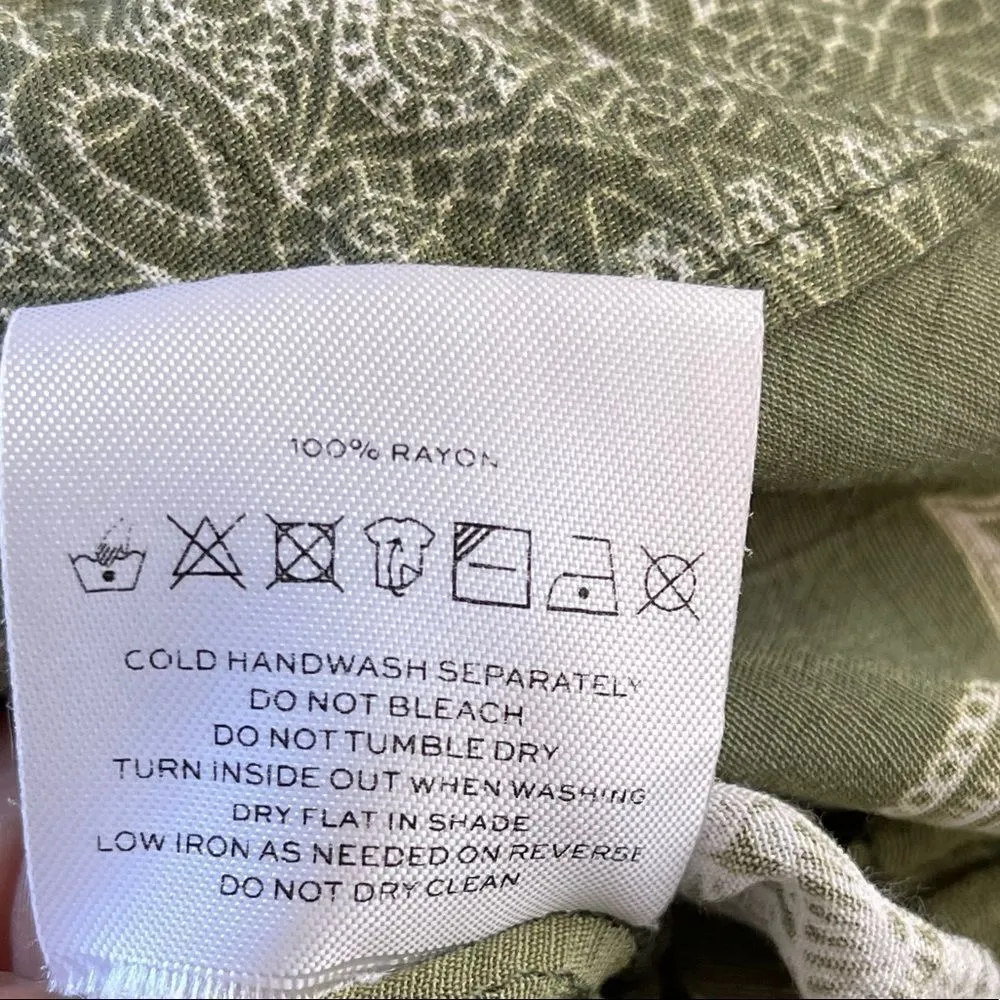 100% RAYON
COLD HANDWASH SEPARATELY
DO NOT BLEACH
DO NOT TUMBLE DRY
TURN INSIDE OUT WHEN WASHING
DRY FLAT IN SHADE
LOW IRON AS NEEDED ON REVERSE
DO NOT DRY CLEAN